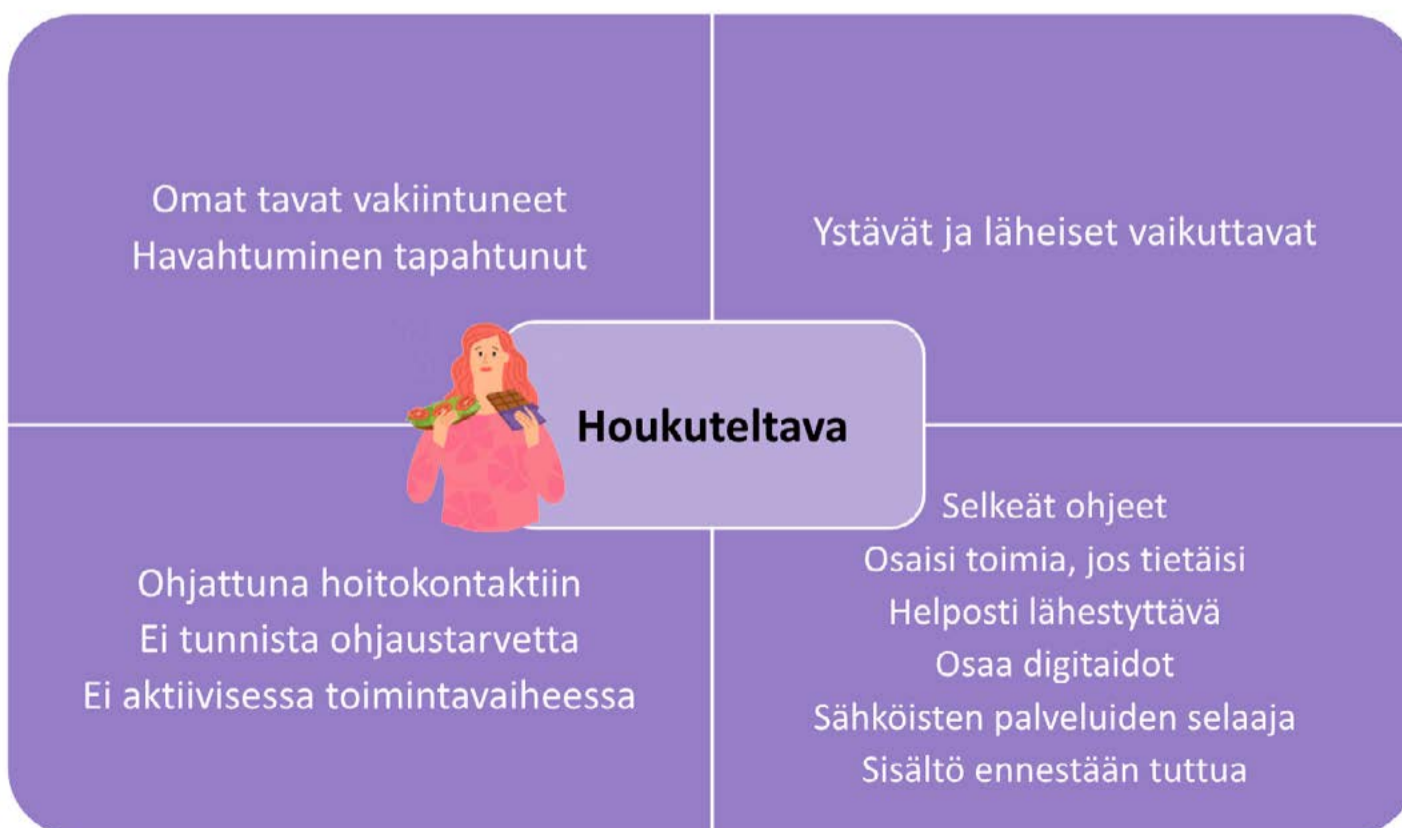 Omat tavat vakiintuneet
Havahtuminen tapahtunut
Ystävät ja läheiset vaikuttavat
Houkuteltava
Ohjattuna hoitokontaktiin
Ei tunnista ohjaustarvetta
Ei aktiivisessa toimintavaiheessa
Selkeät ohjeet
Osaisi toimia, jos tietäisi
Helposti lähestyttävä
Osaa digitaidot
Sähköisten palveluiden selaaja
Sisältö ennestään tuttua